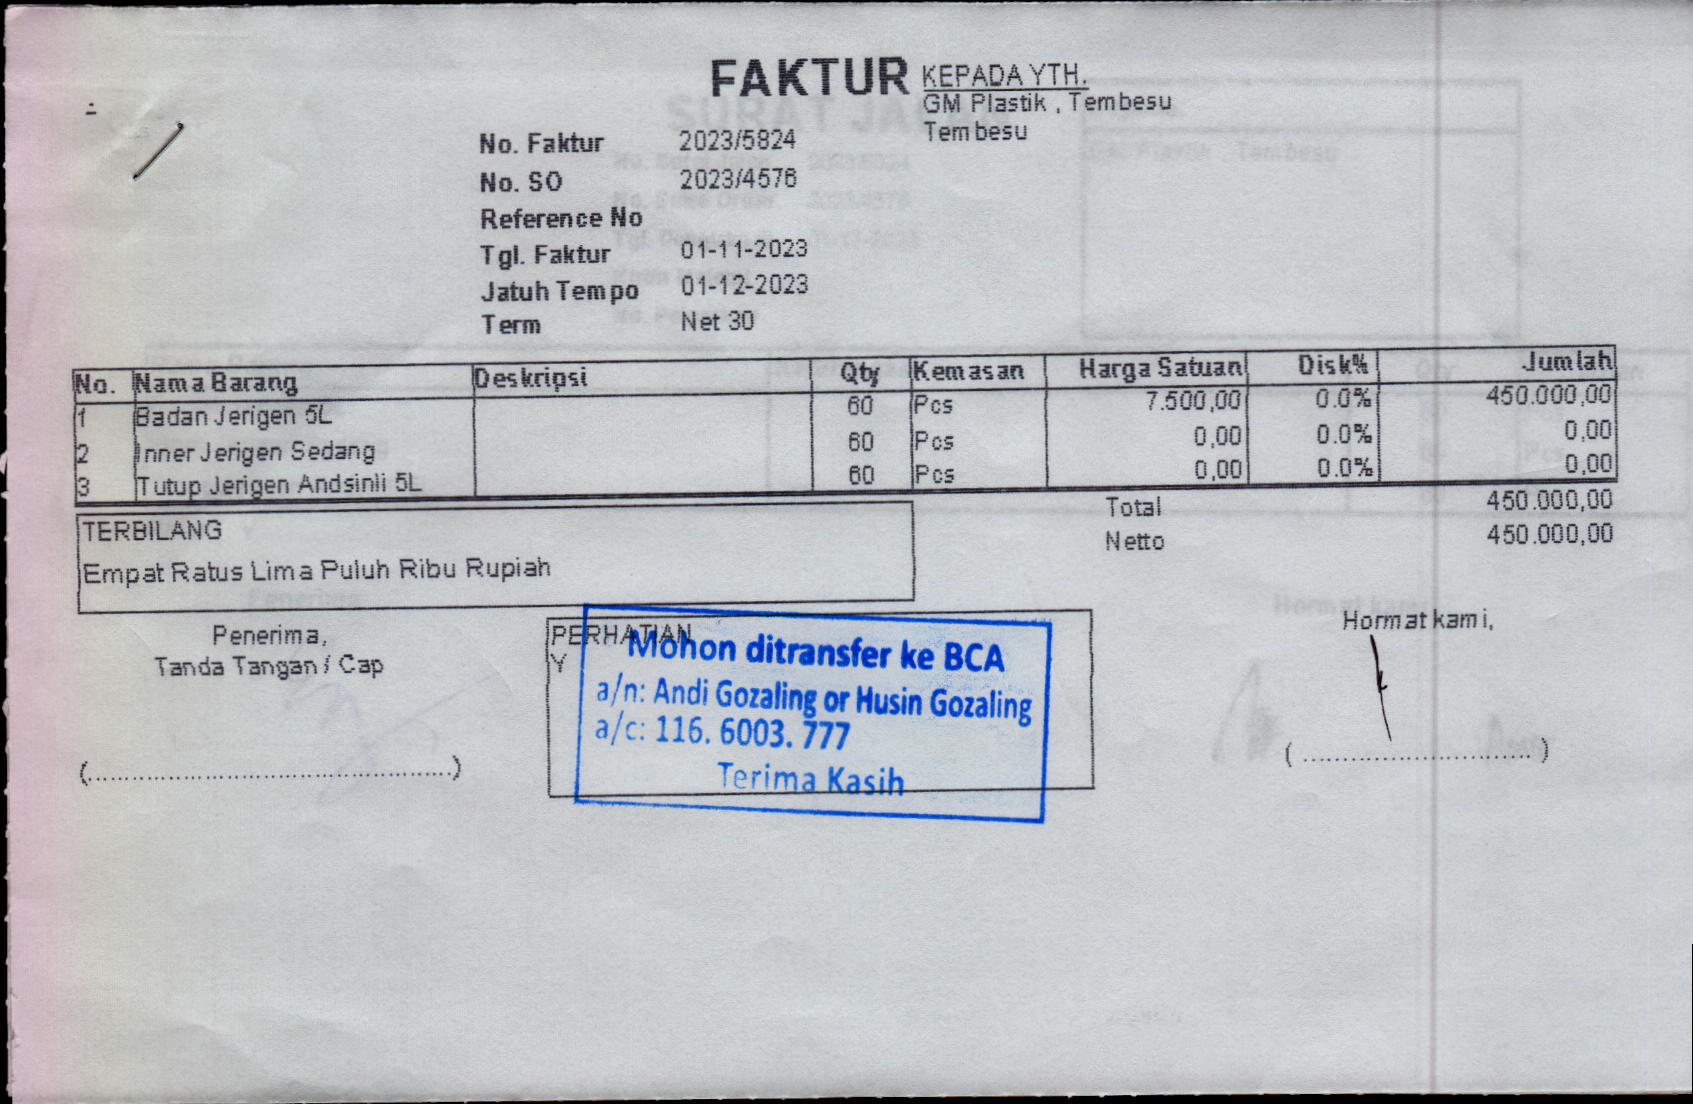 FAKTUR
KEPADA YTH.
GM Plastik , Tembesu
Tembesu
No. Faktur 2023/5824
No. SO 2023/4576
Reference No
Tgl. Faktur 01-11-2023
Jatuh Tempo 01-12-2023
Term Net 30
No. Nama Barang Deskripsi Qty Kemasan Harga Satuan Disk% Jumlah
1 Badan Jerigen 5L 60 Pcs 7.500,00 0.0% 450.000,00
2 Inner Jerigen Sedang 60 Pcs 0,00 0.0% 0,00
3 Tutup Jerigen Andsinli 5L 60 Pcs 0,00 0.0% 0,00
Total 450.000,00
Netto 450.000,00
TERBILANG
Empat Ratus Lima Puluh Ribu Rupiah
Penerima,
Tanda Tangan / Cap
(................................................)
PERHATIAN
Y
Mohon ditransfer ke BCA
a/n: Andi Gozaling or Husin Gozaling
a/c: 116. 6003. 777
Terima Kasih
Hormat kami,
( .............................. )